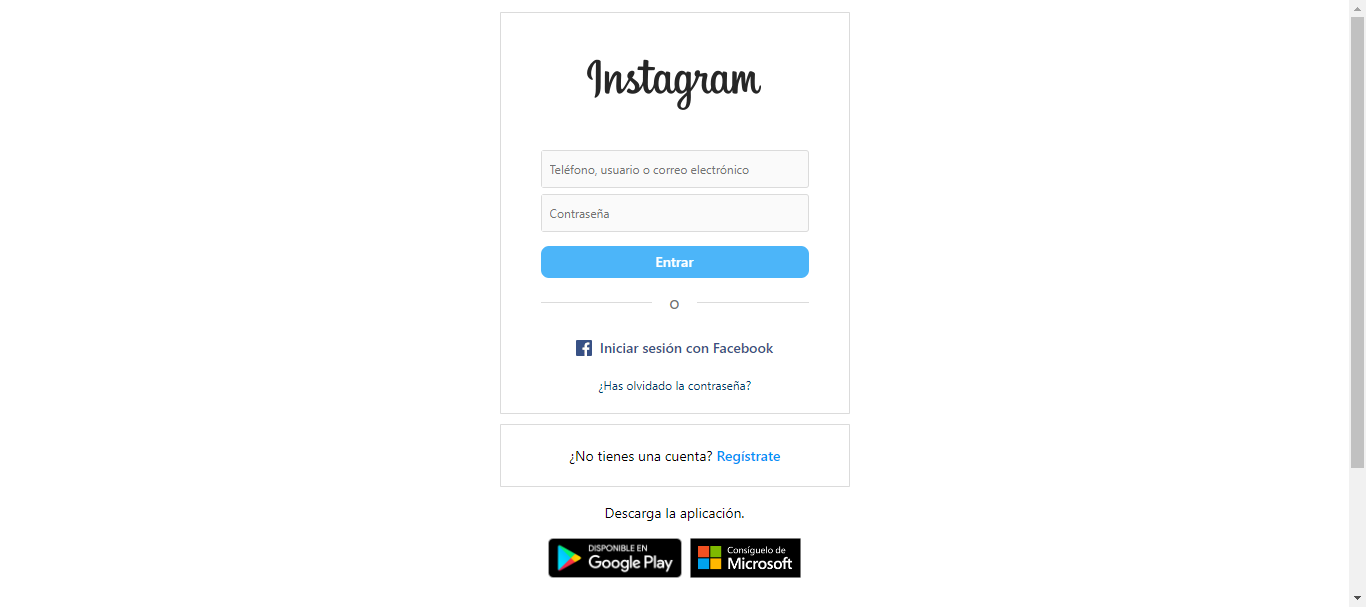 Instagram
Teléfono, usuario o correo electrónico
Contraseña
Entrar
O
Iniciar sesión con Facebook
¿Has olvidado la contraseña?
¿No tienes una cuenta? Regístrate
Descarga la aplicación.
DISPONIBLE EN
Google Play
Consíguelo de
Microsoft